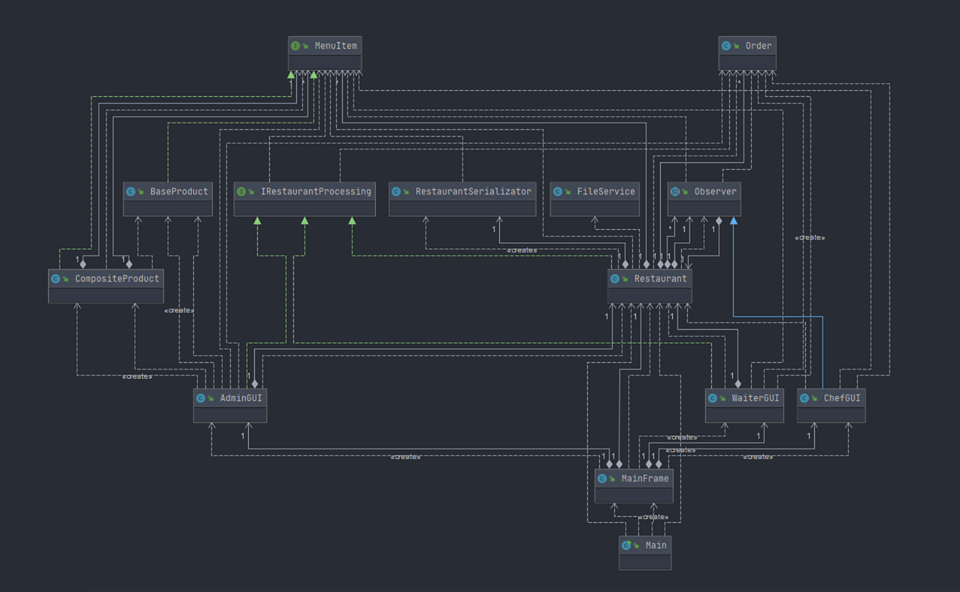 MenuItem
Order
BaseProduct
IRestaurantProcessing
RestaurantSerializator
FileService
Observer
1
1
1
*
1
1
«create»
«create»
CompositeProduct
Restaurant
«create»
1
1
1
«create»
1
1
AdminGUI
WaiterGUI
ChefGUI
1
1
1
«create»
1
1
1
1
«create»
«create»
«create»
MainFrame
«create»
Main